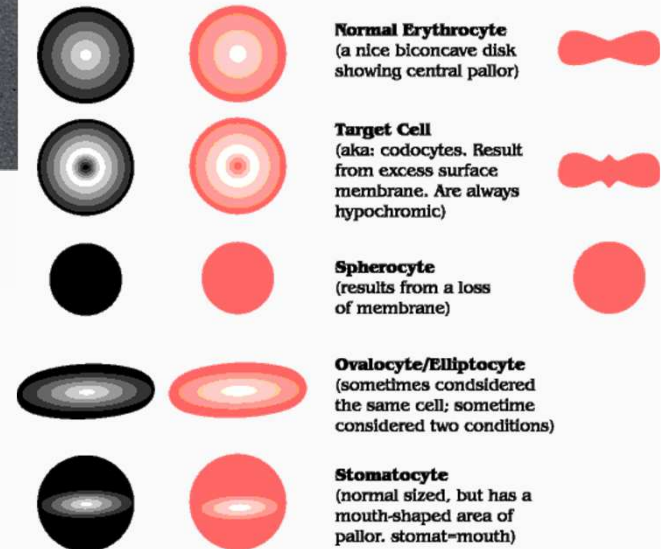 Normal Erythrocyte
(a nice biconcave disk
showing central pallor)
Target Cell
(aka: codocytes. Result
from excess surface
membrane. Are always
hypochromic)
Spherocyte
(results from a loss
of membrane)
Ovalocyte/Elliptocyte
(sometimes condsidered
the same cell; sometime
considered two conditions)
Stomatocyte
(normal sized, but has a
mouth-shaped area of
pallor. stomat=mouth)